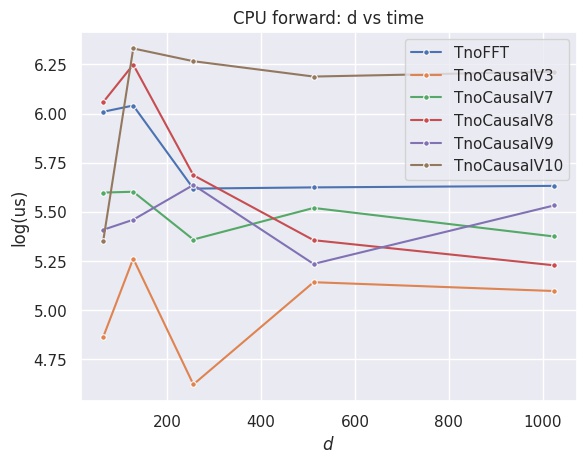 CPU forward: d vs time
6.25
6.00
5.75
5.50
5.25
5.00
4.75
log(us)
200
400
600
800
1000
d
TnoFFT
TnoCausalV3
TnoCausalV7
TnoCausalV8
TnoCausalV9
TnoCausalV10